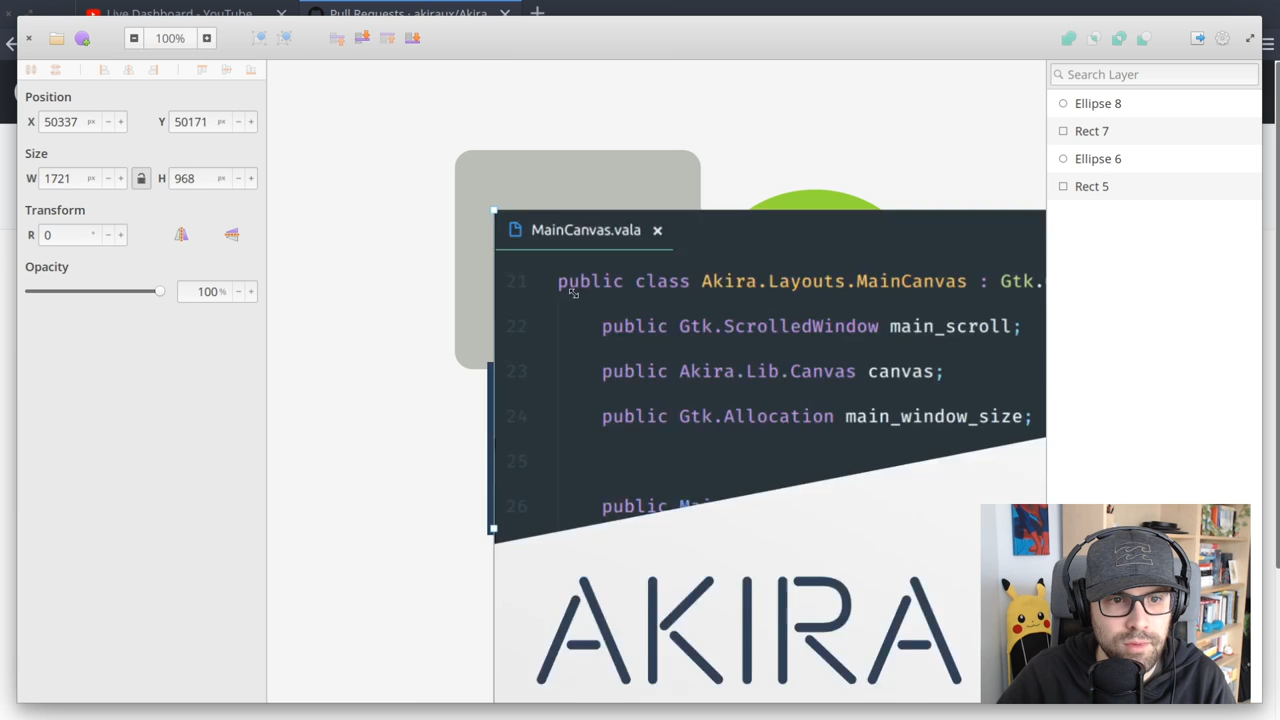 Live Dashboard - YouTube
Pull Requests · akiraux/Akira
100%
Position
X 50337 px
Y 50171 px
Size
W 1721 px
H 968 px
Transform
R 0 °
Opacity
100 %
Search Layer
Ellipse 8
Rect 7
Ellipse 6
Rect 5
MainCanvas.vala
21 public class Akira.Layouts.MainCanvas : Gtk.
22 public Gtk.ScrolledWindow main_scroll;
23 public Akira.Lib.Canvas canvas;
24 public Gtk.Allocation main_window_size;
25
26 public
AKIRA